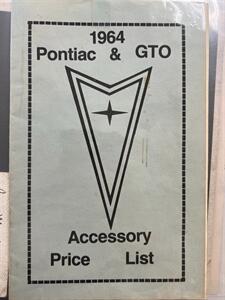 1964
Pontiac & GTO
Accessory
Price List